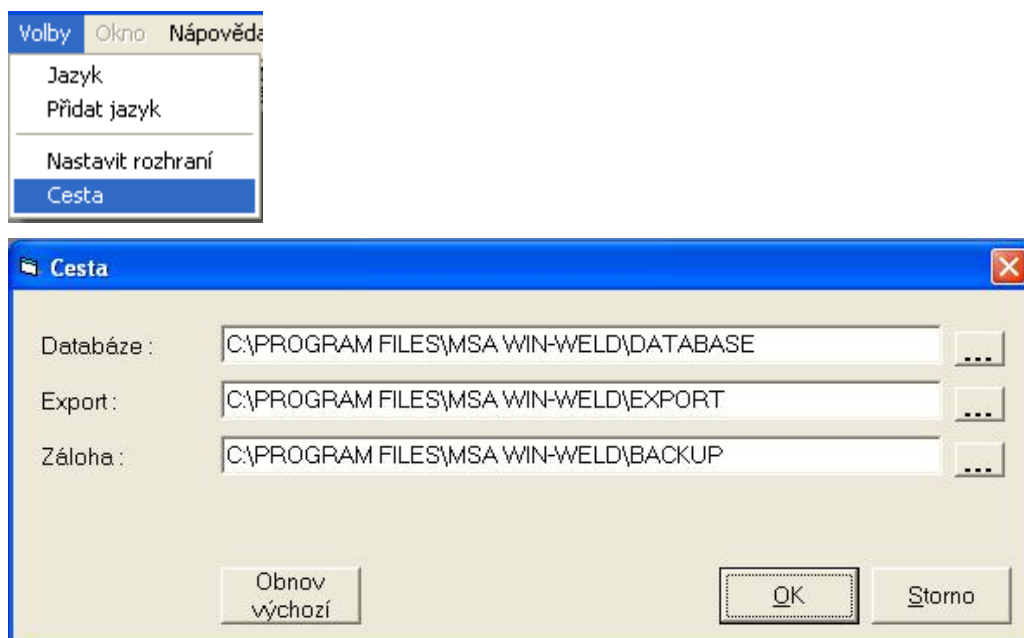 Volby Okno Nápověda
Jazyk
Přidat jazyk
Nastavit rozhraní
Cesta
Cesta
Databáze : C:\PROGRAM FILES\MSA WIN-WELD\DATABASE ...
Export : C:\PROGRAM FILES\MSA WIN-WELD\EXPORT ...
Záloha : C:\PROGRAM FILES\MSA WIN-WELD\BACKUP ...
Obnov
výchozí
OK Storno